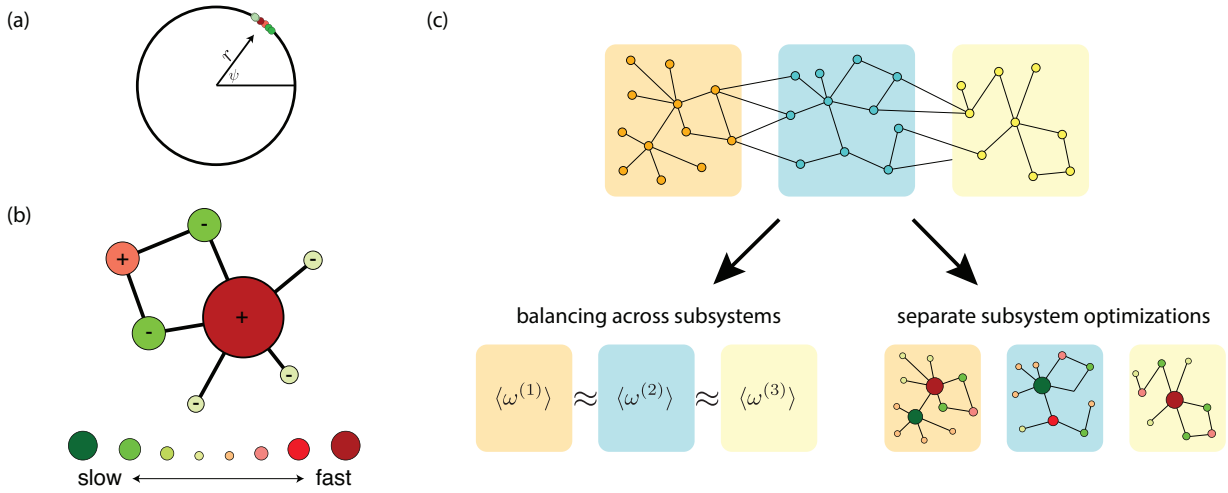 (a)
r
ψ
(b)
-
+
-
+
-
-
-
slow
fast
(c)
balancing across subsystems
separate subsystem optimizations
⟨ω⁽¹⁾⟩ ≈ ⟨ω⁽²⁾⟩ ≈ ⟨ω⁽³⁾⟩